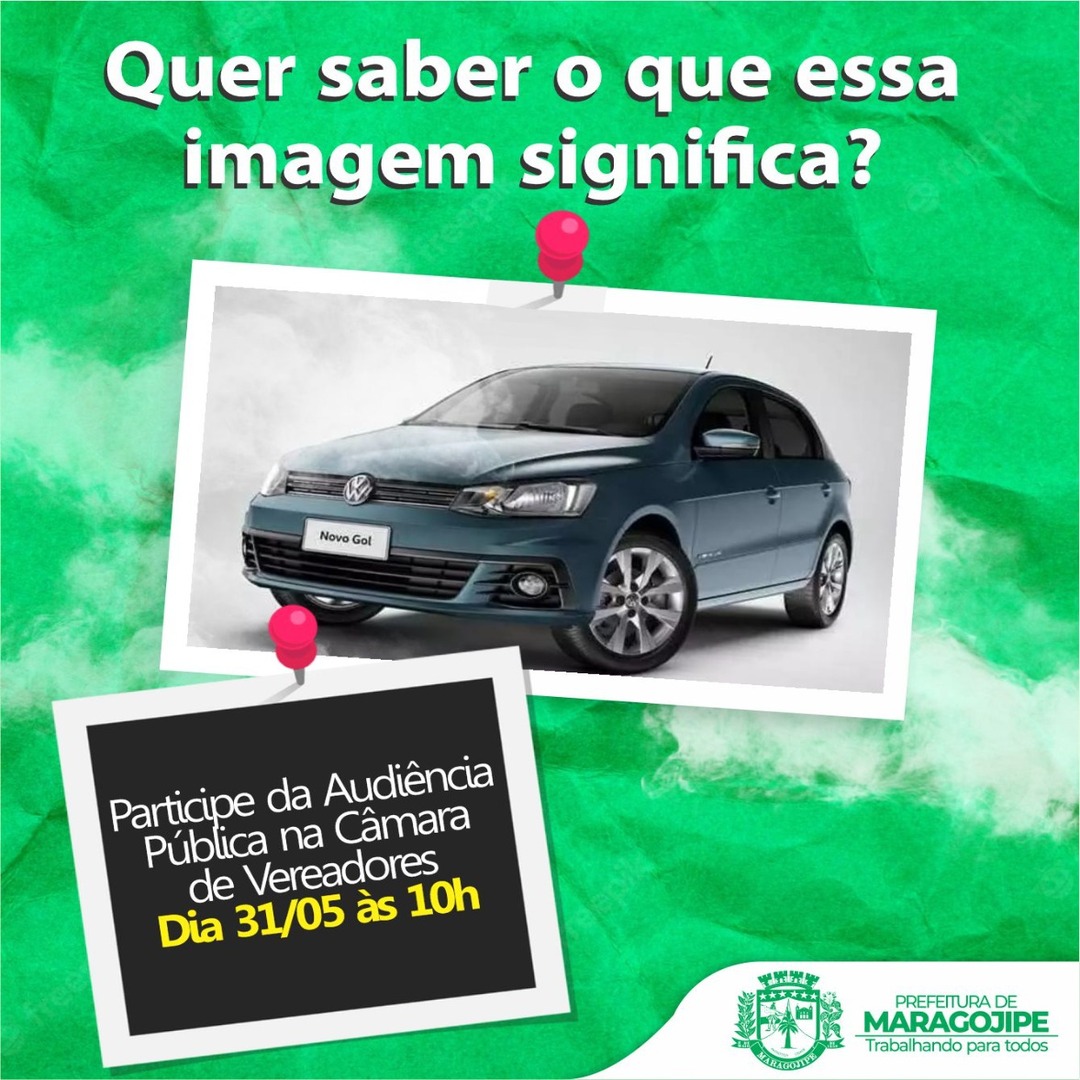 Quer saber o que essa
imagem significa?
Novo Gol
Participe da Audiência
Pública na Câmara
de Vereadores
Dia 31/05 às 10h
MARAGOJIPE
PREFEITURA DE
MARAGOJIPE
Trabalhando para todos